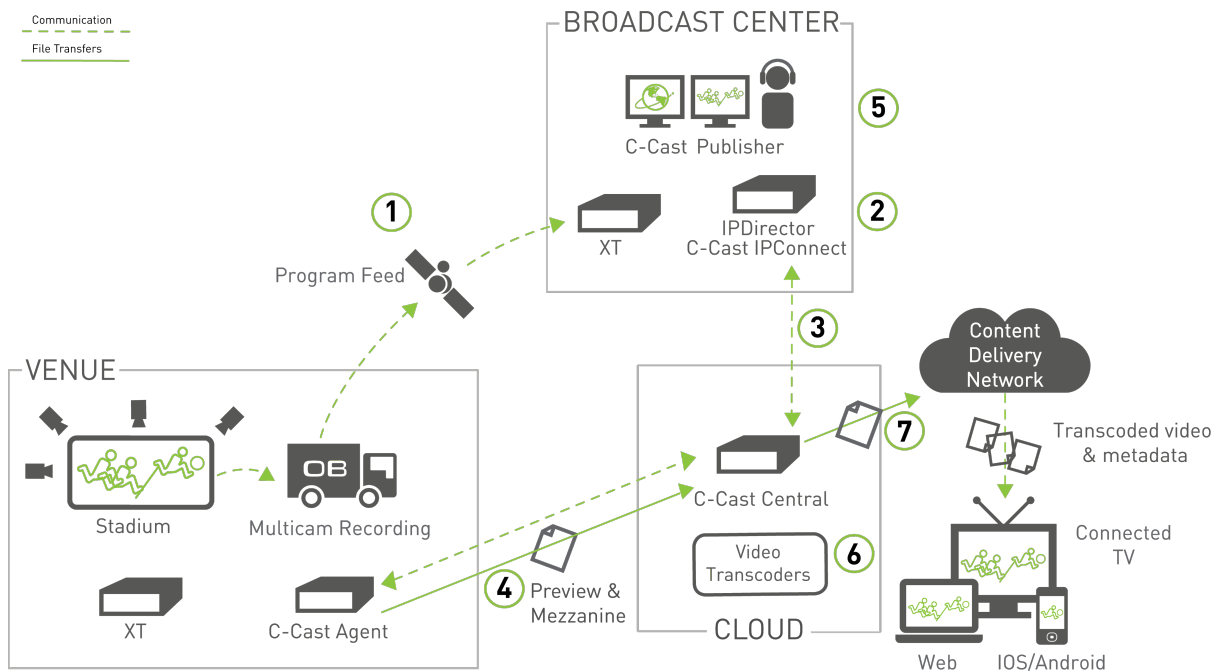 Communication
File Transfers
BROADCAST CENTER
C-Cast Publisher
5
1
2
XT
IPDirector
C-Cast IPConnect
Program Feed
3
Content
Delivery
Network
VENUE
7
Transcoded video
& metadata
OB
Stadium
Multicam Recording
C-Cast Central
Connected
TV
Video
Transcoders
6
4
Preview &
Mezzanine
XT
C-Cast Agent
CLOUD
Web
IOS/Android